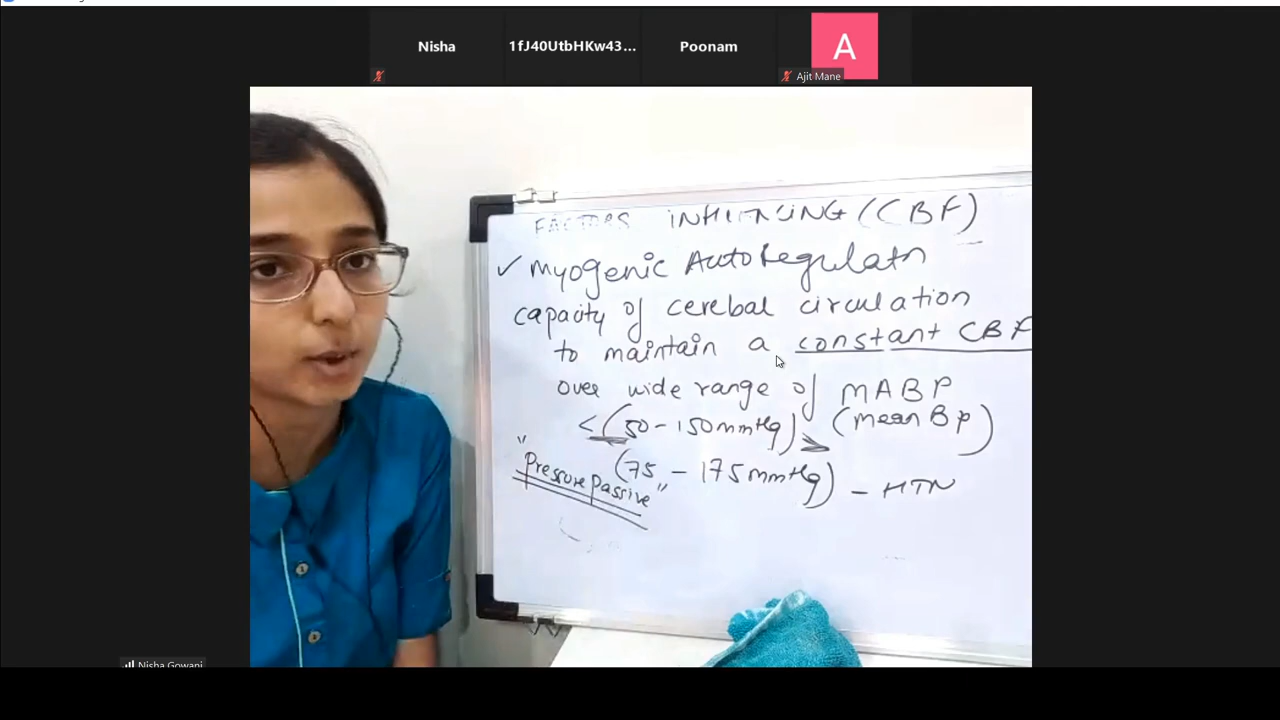 Nisha
1fJ40UtbHKw43...
Poonam
A
Ajit Mane
FACTORS INFLUENCING (CBF)
✓ Myogenic AutoRegulatn
capacity of cerebal circulation
to maintain a constant CBF
over wide range of MABP
< (50-150mmHg) > (mean Bp)
"Pressure passive"
(75 - 175mmHg) - HTN
Nisha Gowani